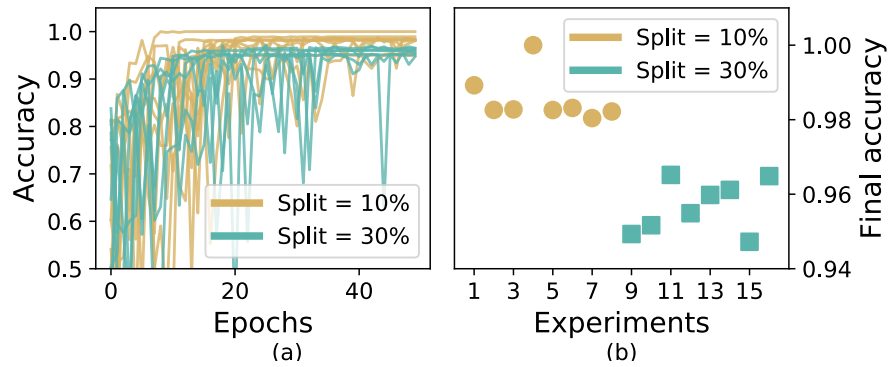 1.0
0.9
0.8
0.7
0.6
0.5
Accuracy
Split = 10%
Split = 30%
0 20 40
Epochs
(a)
Split = 10%
Split = 30%
1.00
0.98
0.96
0.94
Final accuracy
1 3 5 7 9 11 13 15
Experiments
(b)